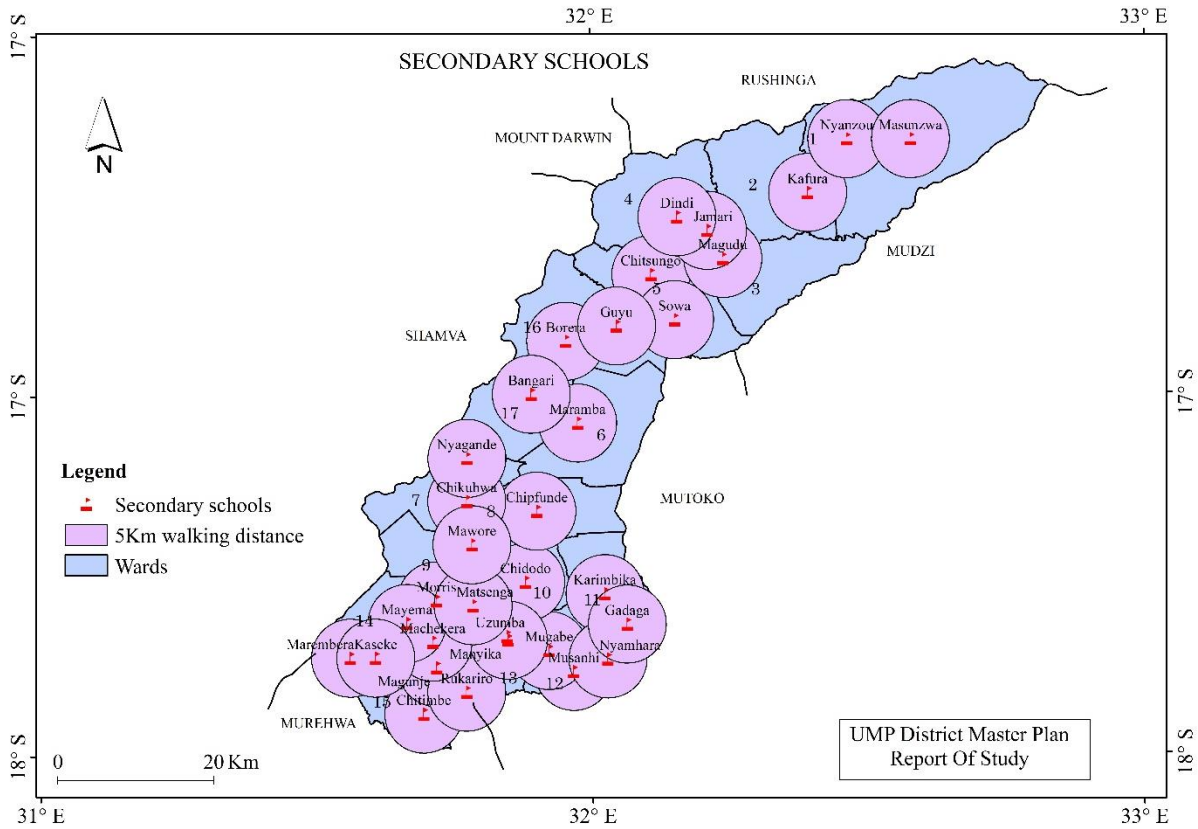 32° E
33° E
17° S
17° S
SECONDARY SCHOOLS
RUSHINGA
MOUNT DARWIN
N
Nyanzou
Masunzwa
1
Kafura
2
4
Dindi
Jamari
Magudu
MUDZI
Chitsungo
5
3
Sowa
Guyu
16
Borera
SHAMVA
Bangari
17
Maramba
6
17° S
17° S
Nyagande
Legend
Secondary schools
5Km walking distance
Wards
7
Chikuhwa
8
Chipfunde
MUTOKO
Mawore
9
Chidodo
10
Karimbika
11
Morris
Matsenga
Gadaga
Mayema
14
Uzumba
Machekera
Mugabe
Nyamhara
Marembera
Kaseke
Manyika
Musanhi
13
12
Magunje
Rukariro
15
Chitimbe
MUREHWA
UMP District Master Plan
Report Of Study
0
20 Km
18° S
18° S
31° E
32° E
33° E